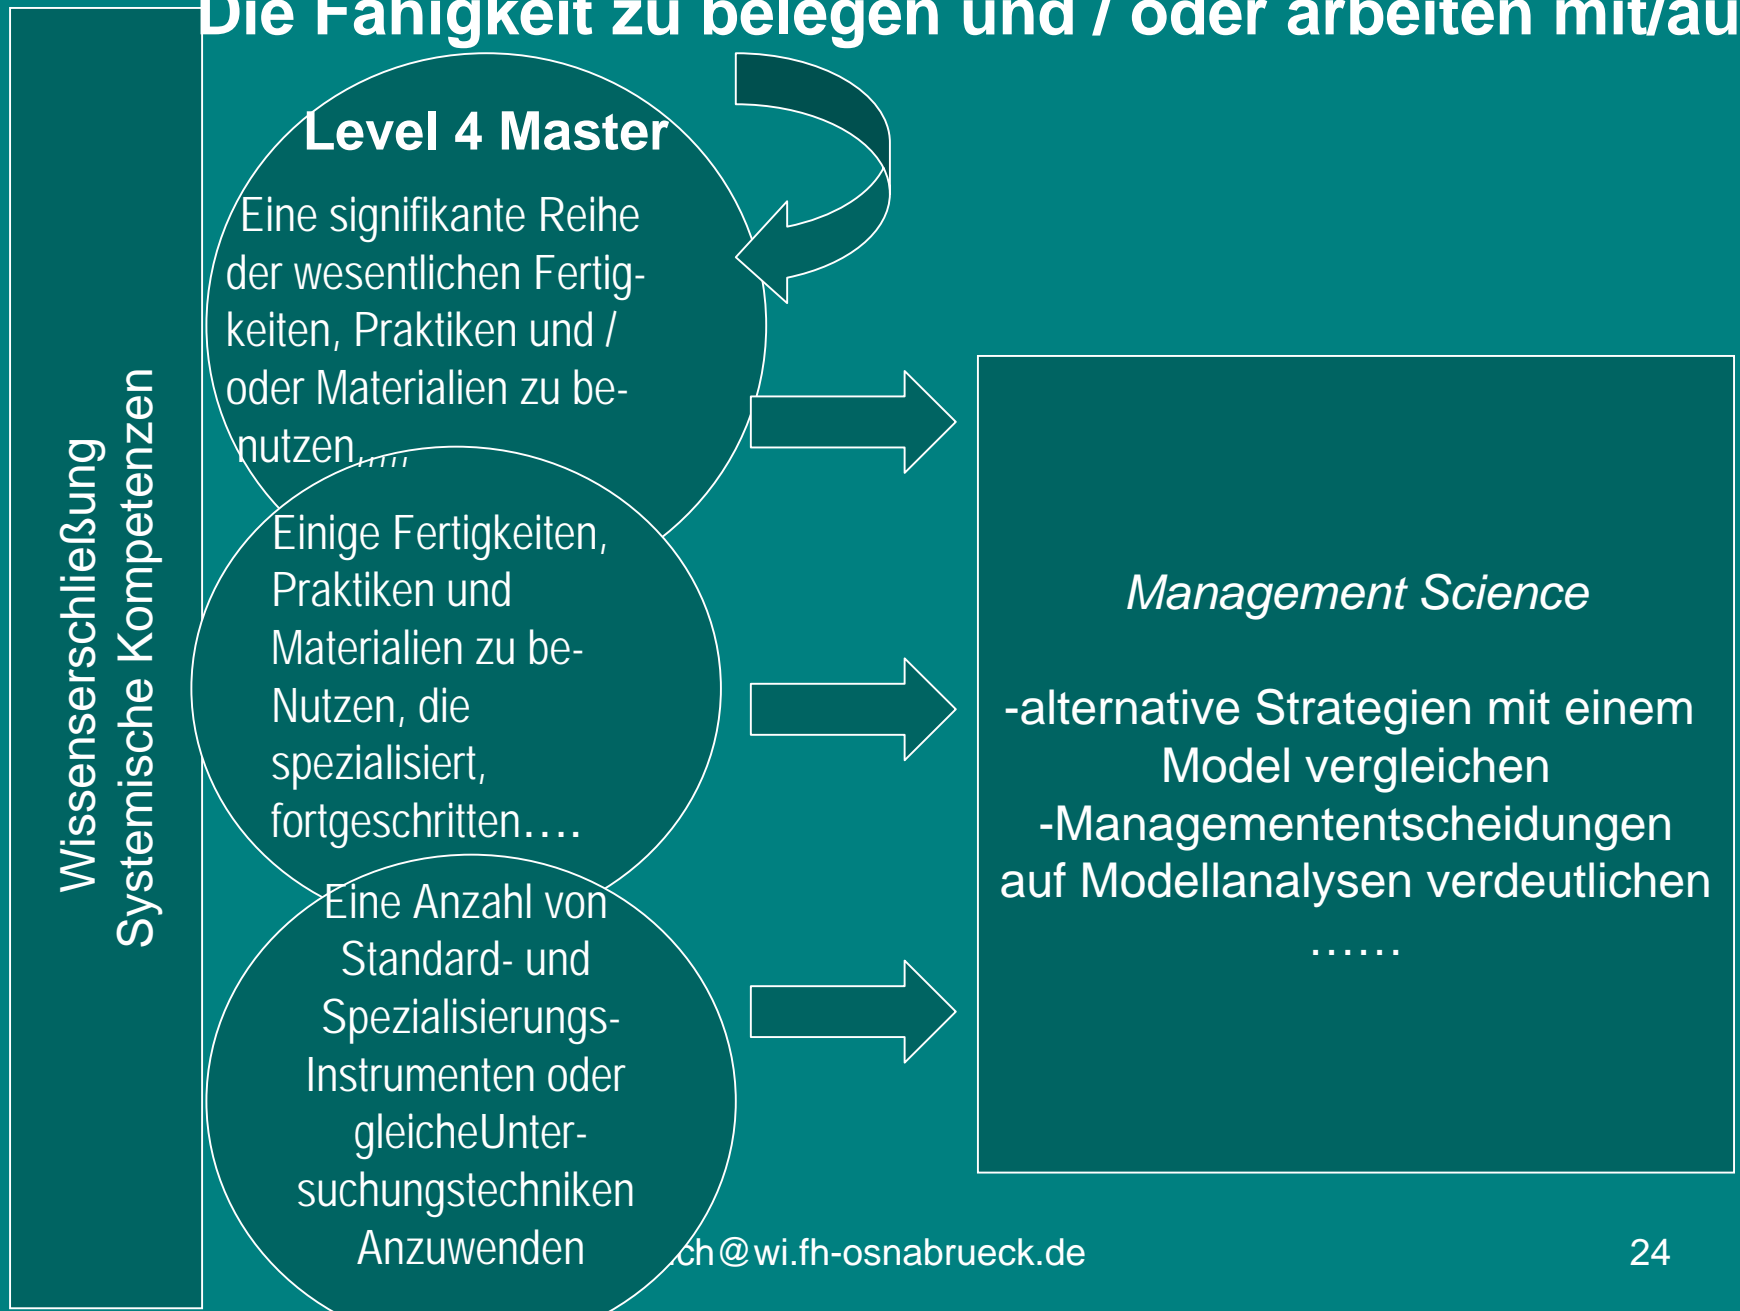 Die Fähigkeit zu belegen und / oder arbeiten mit/au
Wissenserschließung
Systemische Kompetenzen
Level 4 Master
Eine signifikante Reihe
der wesentlichen Fertig-
keiten, Praktiken und /
oder Materialien zu be-
nutzen,,,,,
Einige Fertigkeiten,
Praktiken und
Materialien zu be-
Nutzen, die
spezialisiert,
fortgeschritten….
Eine Anzahl von
Standard- und
Spezialisierungs-
Instrumenten oder
gleicheUnter-
suchungstechniken
Anzuwenden
Management Science
-alternative Strategien mit einem
Model vergleichen
-Managemententscheidungen
auf Modellanalysen verdeutlichen
……
ch@wi.fh-osnabrueck.de
24